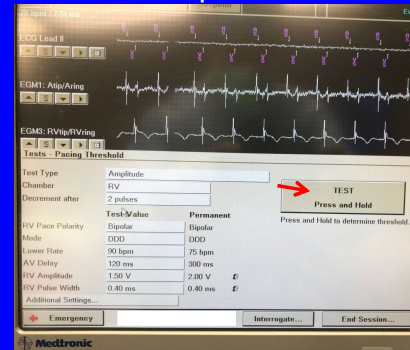 ECG Lead II
EGM1: Atip/Aring
EGM3: RVtip/RVring
Tests - Pacing Threshold
Test Type Amplitude
Chamber RV
Decrement after 2 pulses
TEST
Press and Hold
Press and Hold to determine threshold.
Test Value Permanent
RV Pace Polarity Bipolar Bipolar
Mode DDD DDD
Lower Rate 90 bpm 75 bpm
AV Delay 120 ms 300 ms
RV Amplitude 1.50 V 2.00 V
RV Pulse Width 0.40 ms 0.40 ms
Additional Settings...
Emergency Interrogate... End Session...
Medtronic